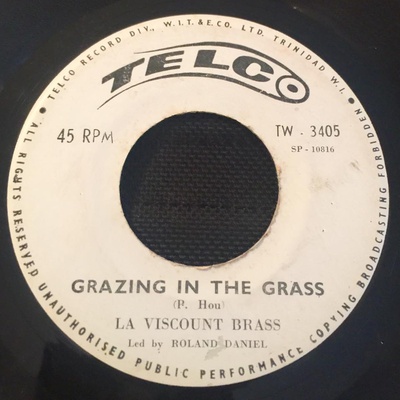 • TELCO RECORD DIV., W.I.T. & CO. LTD. TRINIDAD W.I. •
TELCO
45 RPM
TW - 3405
SP - 10816
GRAZING IN THE GRASS
(P. Hou)
LA VISCOUNT BRASS
Led by ROLAND DANIEL
ALL RIGHTS RESERVED UNAUTHORISED PUBLIC PERFORMANCE COPYING BROADCASTING FORBIDDEN